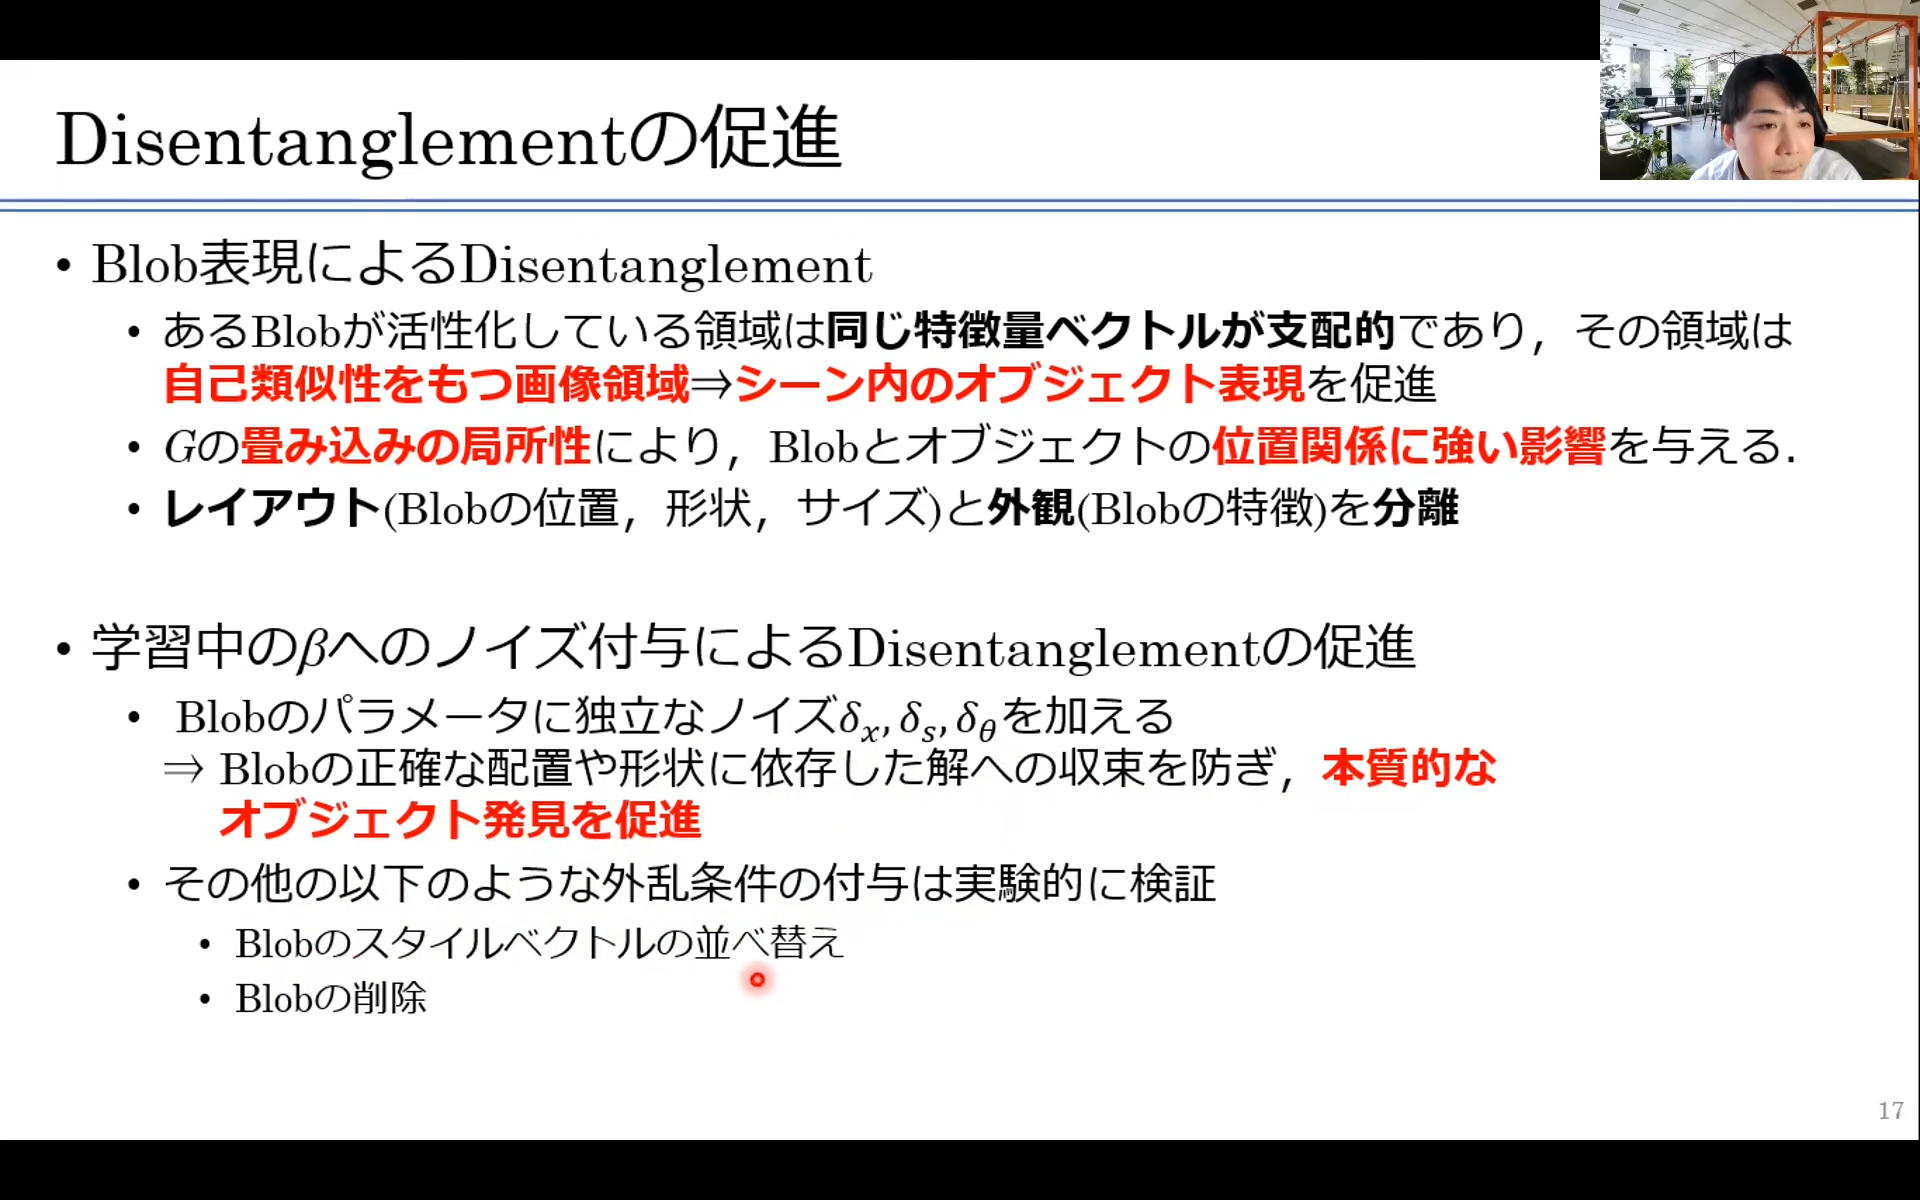 Disentanglementの促進
• Blob表現によるDisentanglement
• あるBlobが活性化している領域は同じ特徴量ベクトルが支配的であり，その領域は
自己類似性をもつ画像領域⇒シーン内のオブジェクト表現を促進
• Gの畳み込みの局所性により，Blobとオブジェクトの位置関係に強い影響を与える．
• レイアウト(Blobの位置，形状，サイズ)と外観(Blobの特徴)を分離
• 学習中のβへのノイズ付与によるDisentanglementの促進
• Blobのパラメータに独立なノイズδx, δs, δθを加える
⇒ Blobの正確な配置や形状に依存した解への収束を防ぎ，本質的な
オブジェクト発見を促進
• その他の以下のような外乱条件の付与は実験的に検証
• Blobのスタイルベクトルの並べ替え
• Blobの削除
17